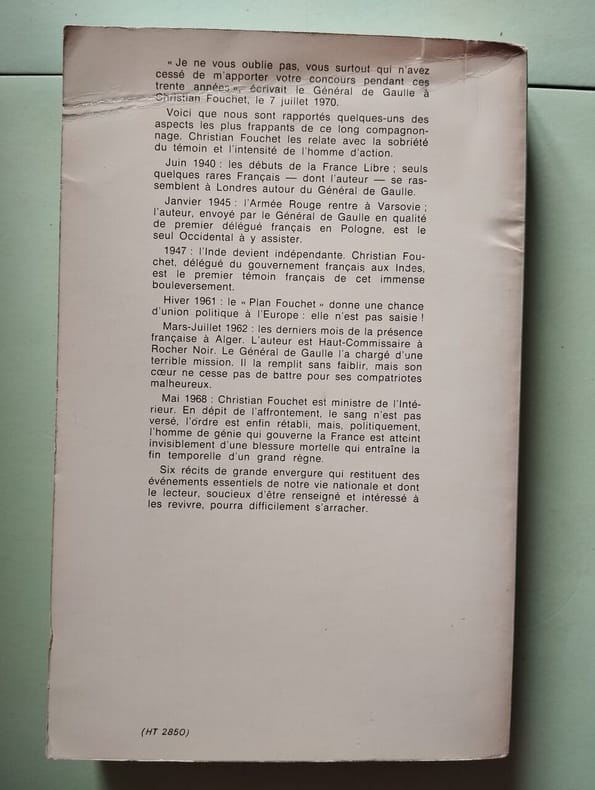 « Je ne vous oublie pas, vous surtout qui n'avez
cessé de m'apporter votre concours pendant ces
trente années », écrivait le Général de Gaulle à
Christian Fouchet, le 7 juillet 1970.
Voici que nous sont rapportés quelques-uns des
aspects les plus frappants de ce long compagnon-
nage. Christian Fouchet les relate avec la sobriété
du témoin et l'intensité de l'homme d'action.
Juin 1940 : les débuts de la France Libre ; seuls
quelques rares Français — dont l'auteur — se ras-
semblent à Londres autour du Général de Gaulle.
Janvier 1945 : l'Armée Rouge rentre à Varsovie ;
l'auteur, envoyé par le Général de Gaulle en qualité
de premier délégué français en Pologne, est le
seul Occidental à y assister.
1947 : l'Inde devient indépendante. Christian Fou-
chet, délégué du gouvernement français aux Indes,
est le premier témoin français de cet immense
bouleversement.
Hiver 1961 : le « Plan Fouchet » donne une chance
d'union politique à l'Europe : elle n'est pas saisie !
Mars-Juillet 1962 : les derniers mois de la présence
française à Alger. L'auteur est Haut-Commissaire à
Rocher Noir. Le Général de Gaulle l'a chargé d'une
terrible mission. Il la remplit sans faiblir, mais son
cœur ne cesse pas de battre pour ses compatriotes
malheureux.
Mai 1968 : Christian Fouchet est ministre de l'Inté-
rieur. En dépit de l'affrontement, le sang n'est pas
versé, l'ordre est enfin rétabli, mais, politiquement,
l'homme de génie qui gouverne la France est atteint
invisiblement d'une blessure mortelle qui entraîne la
fin temporelle d'un grand règne.
Six récits de grande envergure qui restituent des
événements essentiels de notre vie nationale et dont
le lecteur, soucieux d'être renseigné et intéressé à
les revivre, pourra difficilement s'arracher.
(HT 2850)